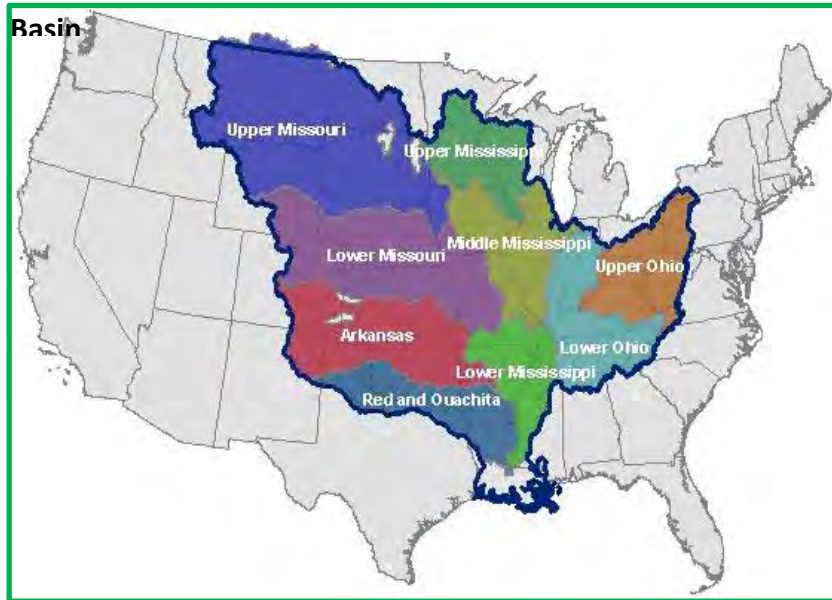 Basin
Upper Missouri
Upper Mississippi
Middle Mississippi
Lower Missouri
Upper Ohio
Arkansas
Lower Ohio
Lower Mississippi
Red and Ouachita